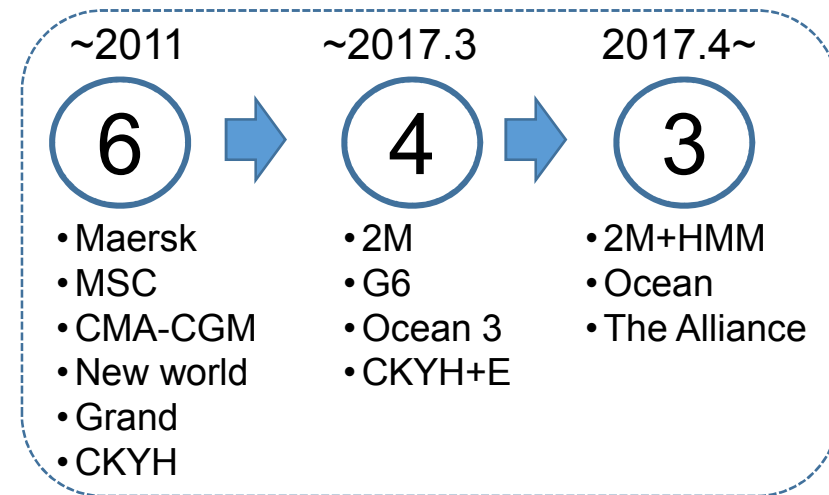 ~2011
~2017.3
2017.4~
6
4
3
• Maersk
• MSC
• CMA-CGM
• New world
• Grand
• CKYH
• 2M
• G6
• Ocean 3
• CKYH+E
• 2M+HMM
• Ocean
• The Alliance